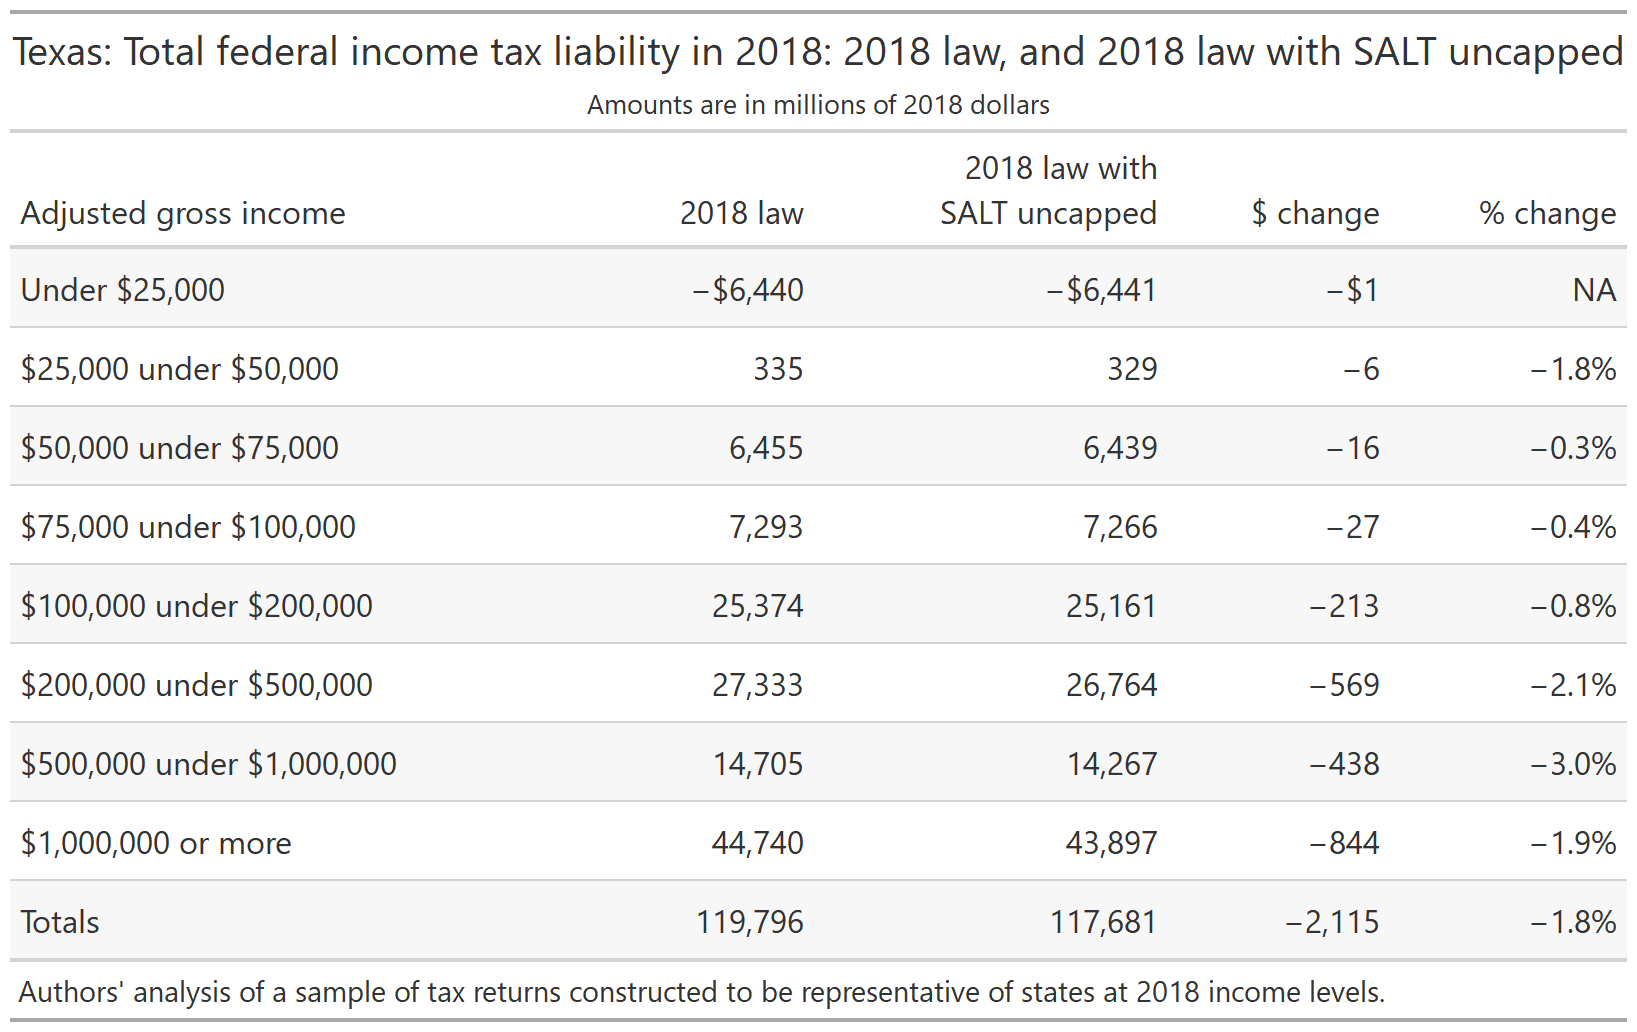 Texas: Total federal income tax liability in 2018: 2018 law, and 2018 law with SALT uncapped
Amounts are in millions of 2018 dollars
2018 law with
Adjusted gross income 2018 law SALT uncapped $ change % change
Under $25,000 −$6,440 −$6,441 −$1 NA
$25,000 under $50,000 335 329 −6 −1.8%
$50,000 under $75,000 6,455 6,439 −16 −0.3%
$75,000 under $100,000 7,293 7,266 −27 −0.4%
$100,000 under $200,000 25,374 25,161 −213 −0.8%
$200,000 under $500,000 27,333 26,764 −569 −2.1%
$500,000 under $1,000,000 14,705 14,267 −438 −3.0%
$1,000,000 or more 44,740 43,897 −844 −1.9%
Totals 119,796 117,681 −2,115 −1.8%
Authors' analysis of a sample of tax returns constructed to be representative of states at 2018 income levels.